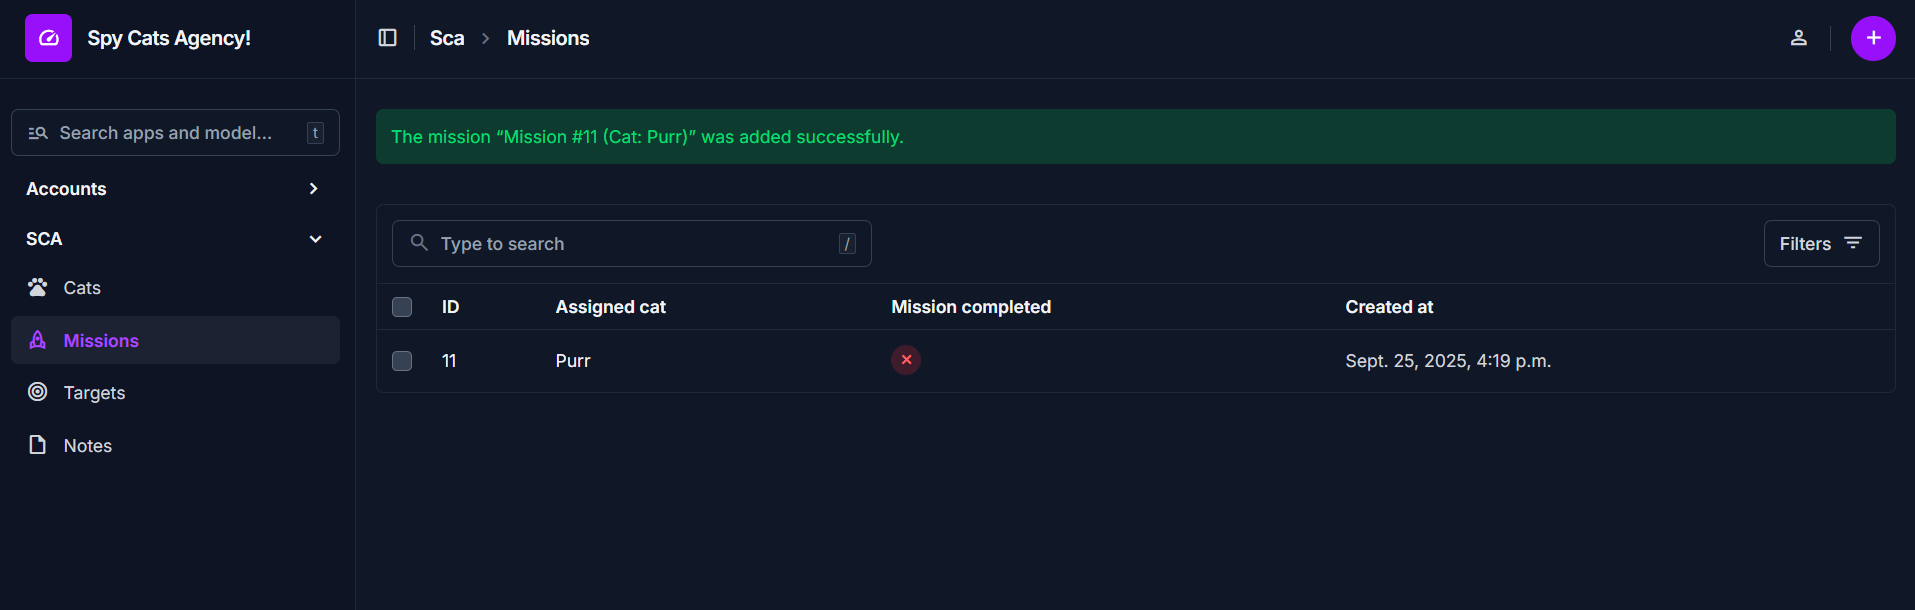 Spy Cats Agency!
Sca > Missions
Search apps and model... t
The mission “Mission #11 (Cat: Purr)” was added successfully.
Accounts
SCA
Cats
Missions
Targets
Notes
Type to search /
Filters
ID Assigned cat Mission completed Created at
11 Purr Sept. 25, 2025, 4:19 p.m.